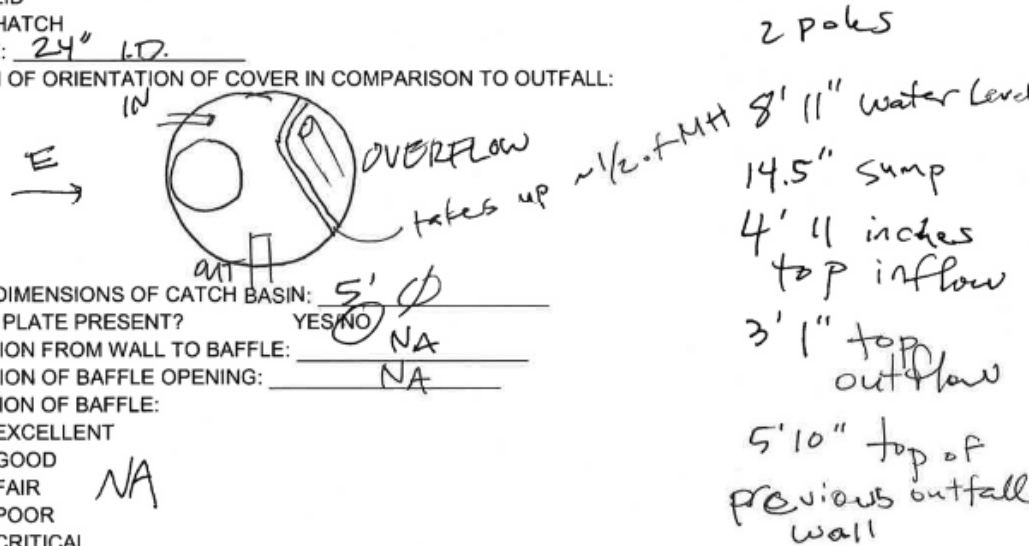 HATCH
: 24" I.D.
OF ORIENTATION OF COVER IN COMPARISON TO OUTFALL:
IN
E
OVERFLOW
takes up ~1/2 of MH
OUT
DIMENSIONS OF CATCH BASIN: 5' Ø
PLATE PRESENT? YES/NO
ION FROM WALL TO BAFFLE: NA
ION OF BAFFLE OPENING: NA
ION OF BAFFLE:
EXCELLENT
GOOD
FAIR
POOR
CRITICAL
NA
2 poles
8' 11" water level
14.5" sump
4' 11 inches
top inflow
3' 1" top
outflow
5'10" top of
previous outfall
wall